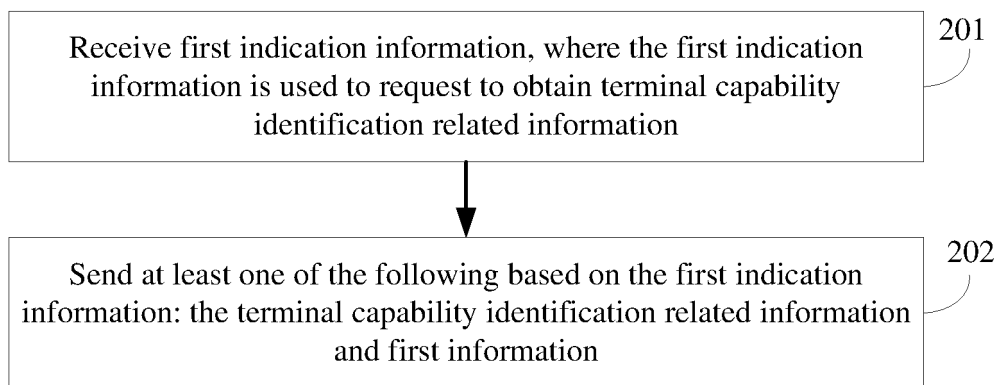 Receive first indication information, where the first indication
information is used to request to obtain terminal capability
identification related information
201
Send at least one of the following based on the first indication
information: the terminal capability identification related information
and first information
202